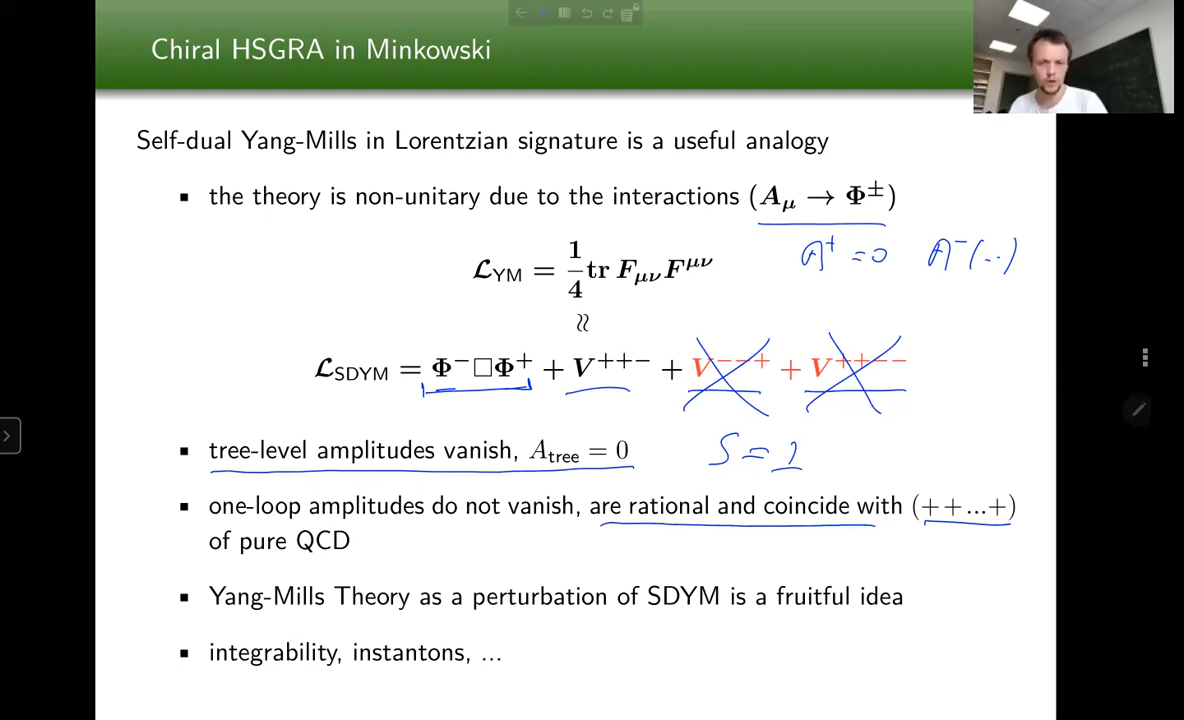 Chiral HSGRA in Minkowski
Self-dual Yang-Mills in Lorentzian signature is a useful analogy
▪ the theory is non-unitary due to the interactions (A_μ → Φ^±)
A^+ = 0 A^-(..)
ℒ_YM = 1/4 tr F_μν F^μν
≀≀
ℒ_SDYM = Φ^-□Φ^+ + V^{++-} + V^{--+} + V^{++--}
▪ tree-level amplitudes vanish, A_tree = 0 S = 1
▪ one-loop amplitudes do not vanish, are rational and coincide with (++...+)
of pure QCD
▪ Yang-Mills Theory as a perturbation of SDYM is a fruitful idea
▪ integrability, instantons, ...